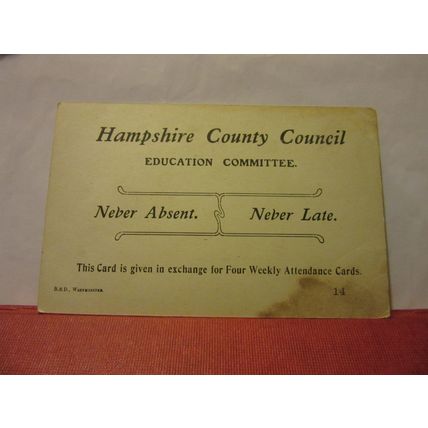 Hampshire County Council
EDUCATION COMMITTEE.
Never Absent. Never Late.
This Card is given in exchange for Four Weekly Attendance Cards.
B.S.D., WESTMINSTER.
14